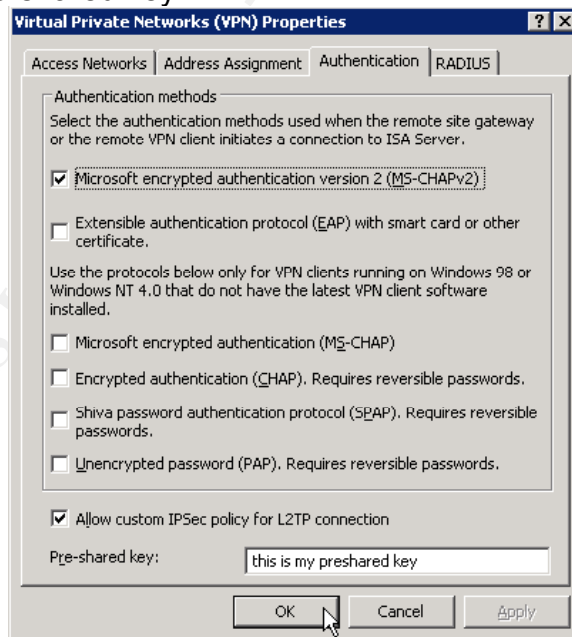 Virtual Private Networks (VPN) Properties
Access Networks Address Assignment Authentication RADIUS
Authentication methods
Select the authentication methods used when the remote site gateway
or the remote VPN client initiates a connection to ISA Server.
Microsoft encrypted authentication version 2 (MS-CHAPv2)
Extensible authentication protocol (EAP) with smart card or other
certificate.
Use the protocols below only for VPN clients running on Windows 98 or
Windows NT 4.0 that do not have the latest VPN client software
installed.
Microsoft encrypted authentication (MS-CHAP)
Encrypted authentication (CHAP). Requires reversible passwords.
Shiva password authentication protocol (SPAP). Requires reversible
passwords.
Unencrypted password (PAP). Requires reversible passwords.
Allow custom IPSec policy for L2TP connection
Pre-shared key: this is my preshared key
OK Cancel Apply